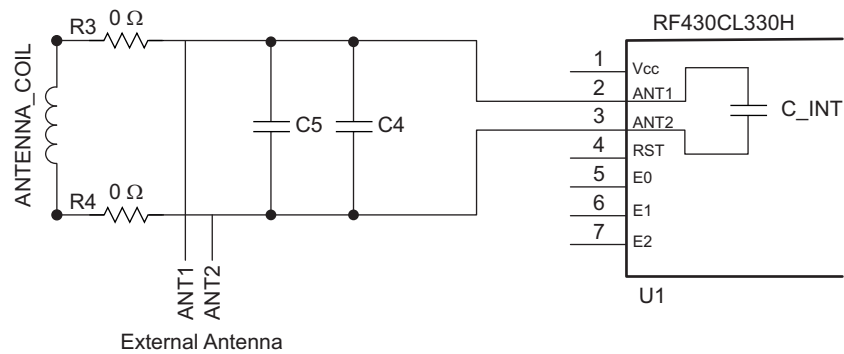 RF430CL330H
R3
0 Ω
ANTENNA_COIL
C5
C4
R4
0 Ω
ANT1
ANT2
External Antenna
1
Vcc
2
ANT1
3
ANT2
4
RST
5
E0
6
E1
7
E2
C_INT
U1